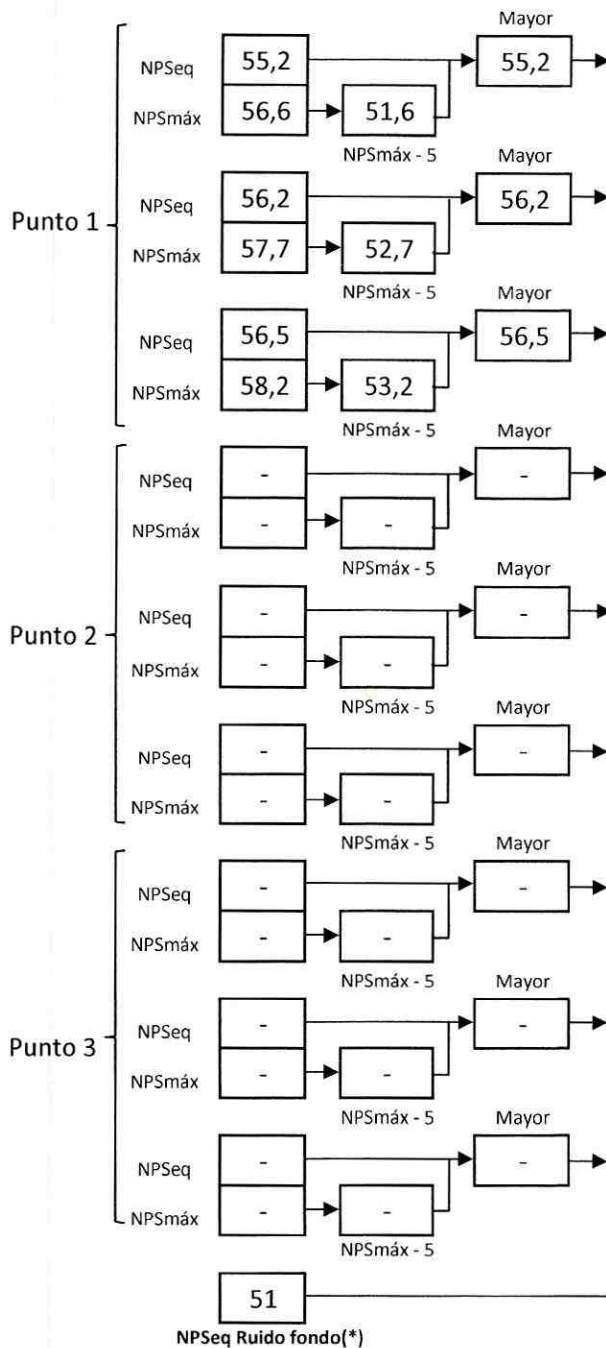 Mayor
NPSeq 55,2 55,2
NPSmáx 56,6 51,6
NPSmáx - 5
Mayor
NPSeq 56,2 56,2
Punto 1
NPSmáx 57,7 52,7
NPSmáx - 5
Mayor
NPSeq 56,5 56,5
NPSmáx 58,2 53,2
NPSmáx - 5
Mayor
NPSeq - -
NPSmáx - -
NPSmáx - 5
Mayor
NPSeq - -
Punto 2
NPSmáx - -
NPSmáx - 5
Mayor
NPSeq - -
NPSmáx - -
NPSmáx - 5
Mayor
NPSeq - -
NPSmáx - -
NPSmáx - 5
Mayor
NPSeq - -
Punto 3
NPSmáx - -
NPSmáx - 5
Mayor
NPSeq - -
NPSmáx - -
NPSmáx - 5
51
NPSeq Ruido fondo(*)